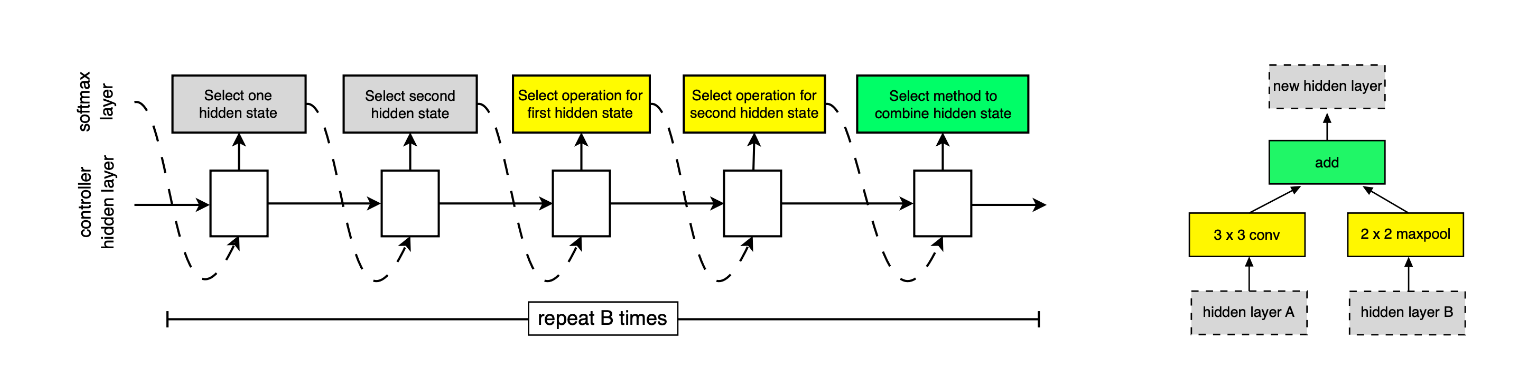 softmax
layer
controller
hidden layer
Select one
hidden state
Select second
hidden state
Select operation for
first hidden state
Select operation for
second hidden state
Select method to
combine hidden state
repeat B times
new hidden layer
add
3 x 3 conv
2 x 2 maxpool
hidden layer A
hidden layer B